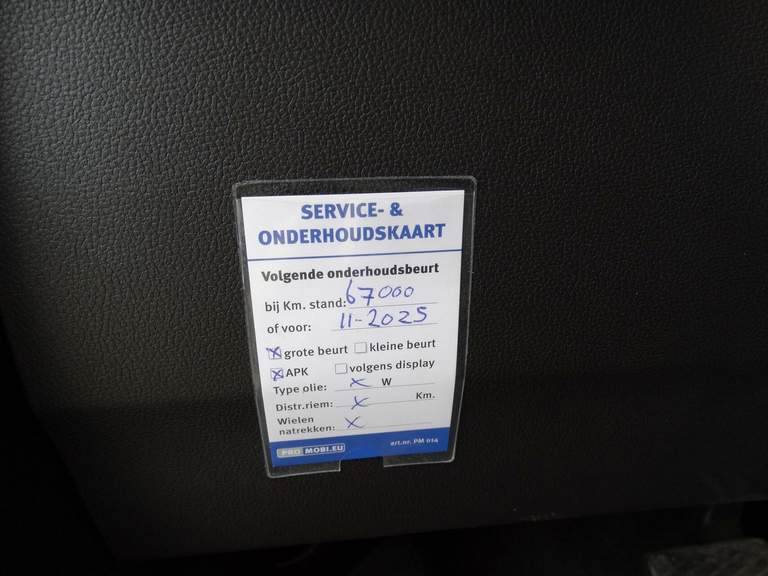 SERVICE- &
ONDERHOUDSKAART
Volgende onderhoudsbeurt
bij Km. stand: 67000
of voor: 11-2025
☒ grote beurt ☐ kleine beurt
☒ APK ☐ volgens display
Type olie: x W
Distr.riem: x Km.
Wielen
natrekken: x
PRO MOBI.EU art.nr. PM 014